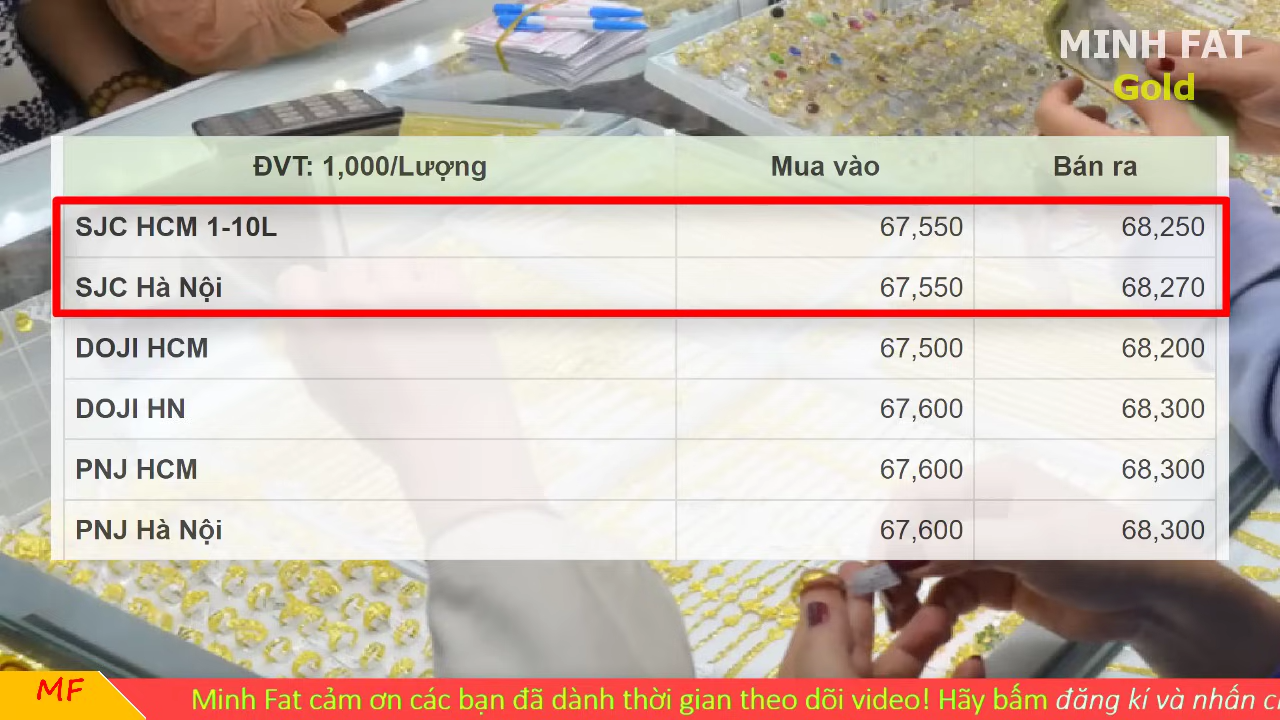 MINH FAT
Gold
ĐVT: 1,000/Lượng Mua vào Bán ra
SJC HCM 1-10L 67,550 68,250
SJC Hà Nội 67,550 68,270
DOJI HCM 67,500 68,200
DOJI HN 67,600 68,300
PNJ HCM 67,600 68,300
PNJ Hà Nội 67,600 68,300
MF Minh Fat cảm ơn các bạn đã dành thời gian theo dõi video! Hãy bấm đăng kí và nhấn